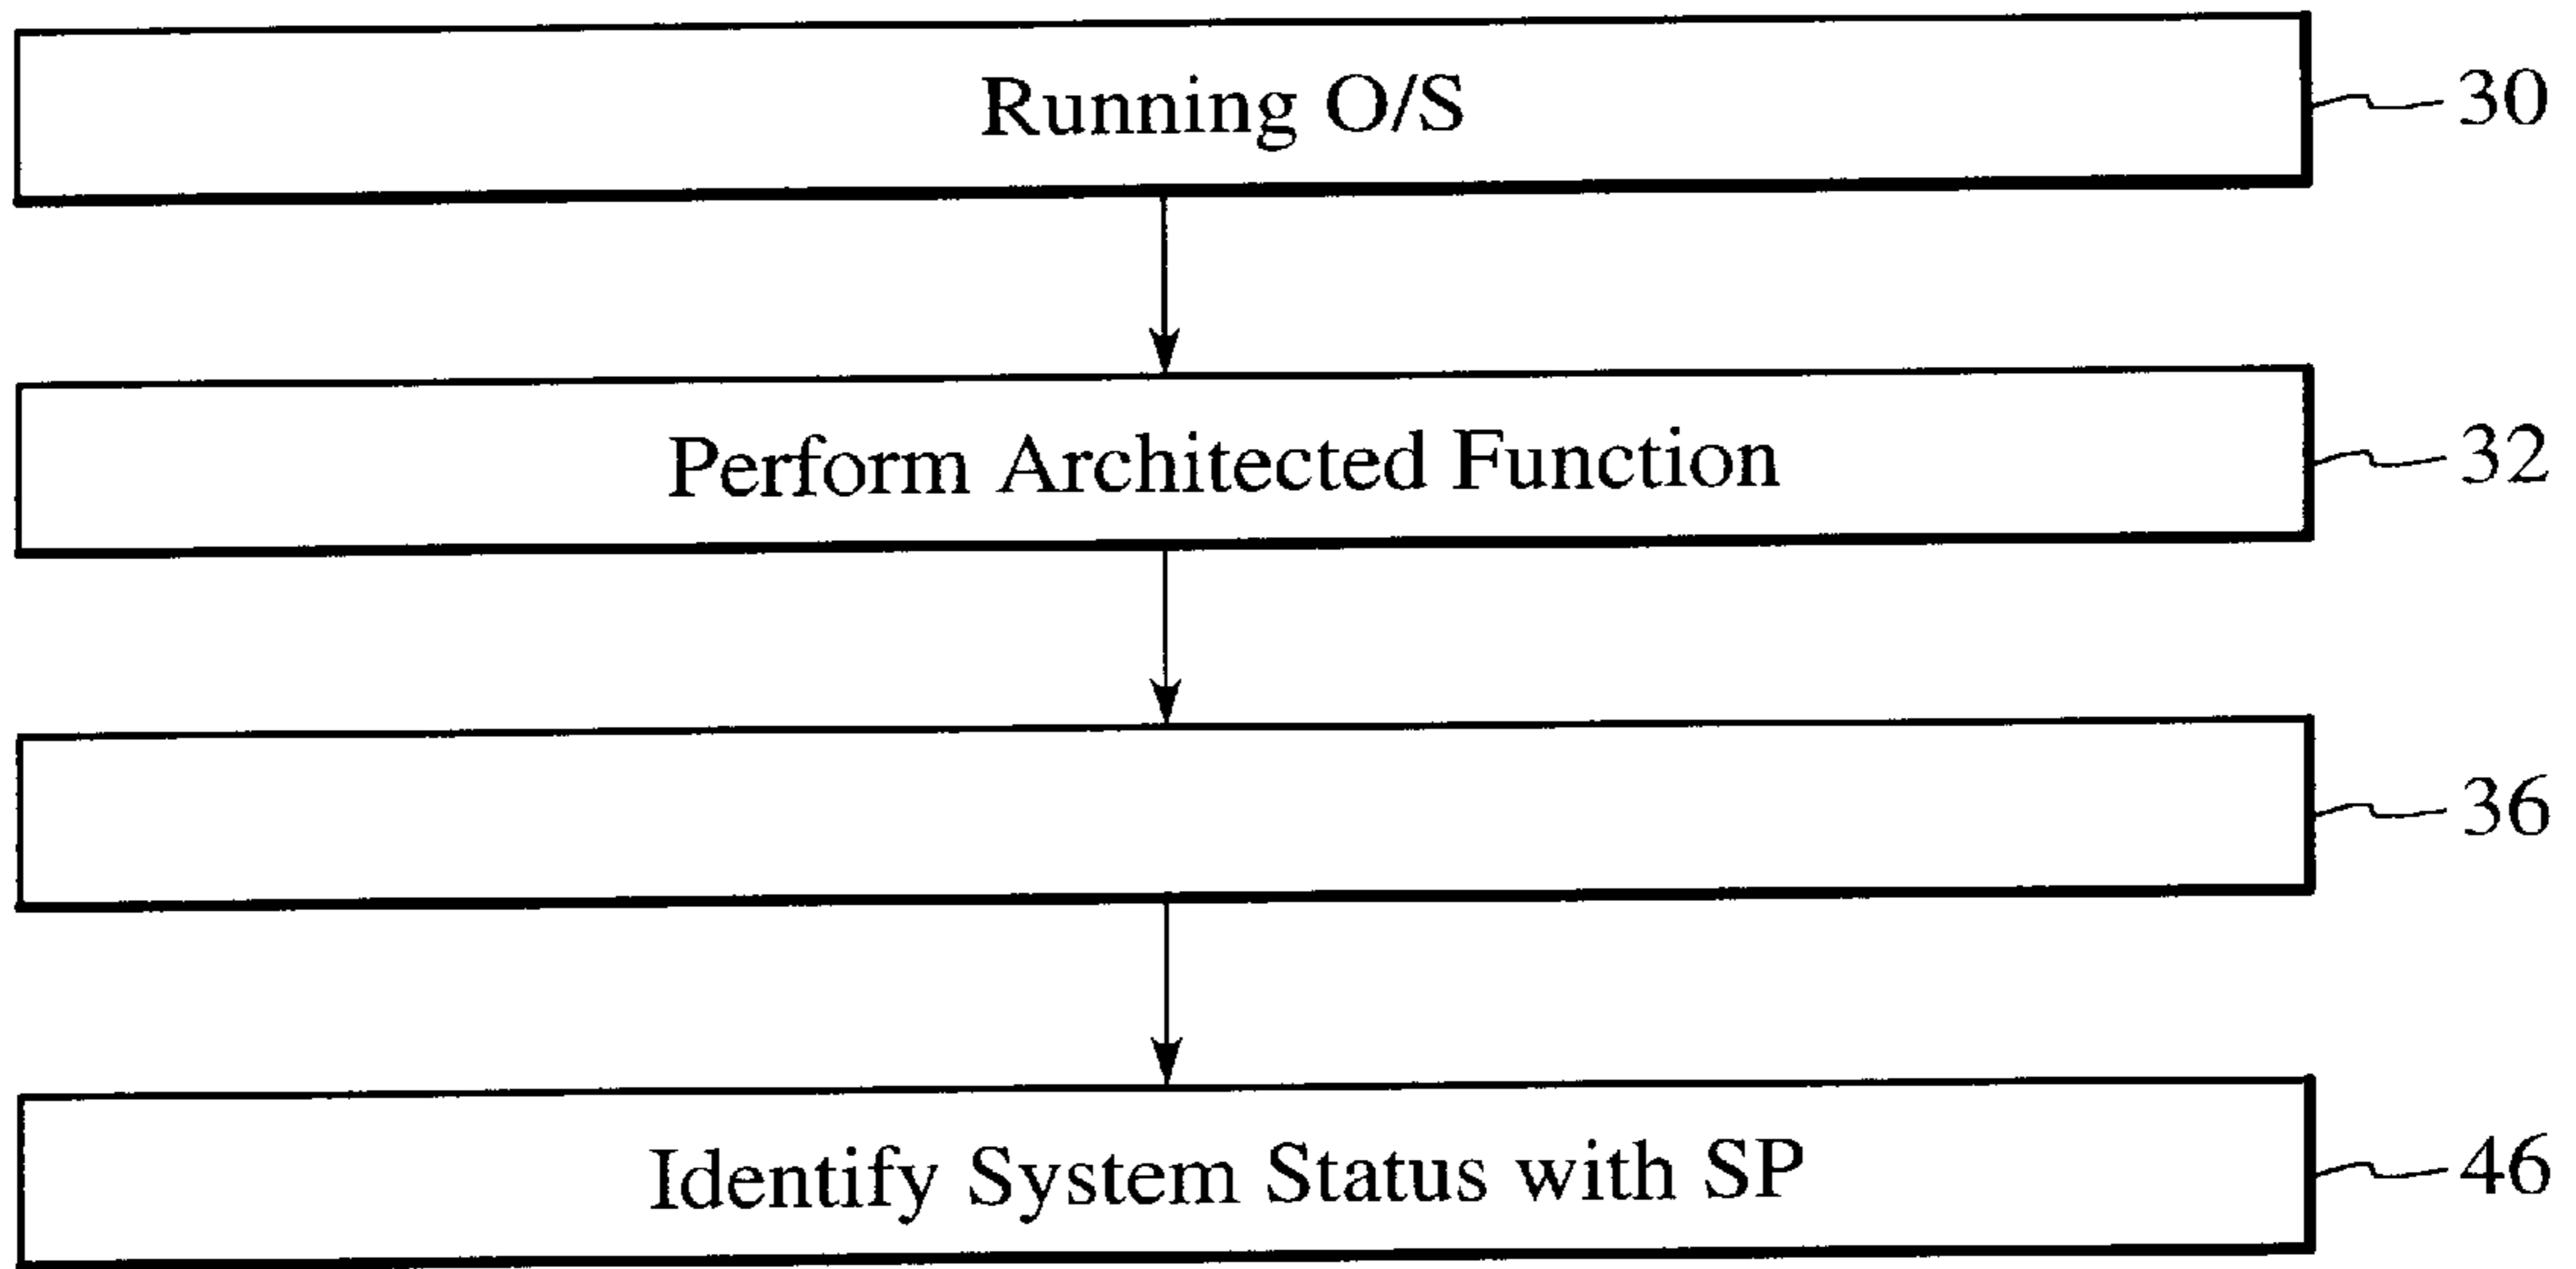 Running O/S
30
Perform Architected Function
32
36
Identify System Status with SP
46